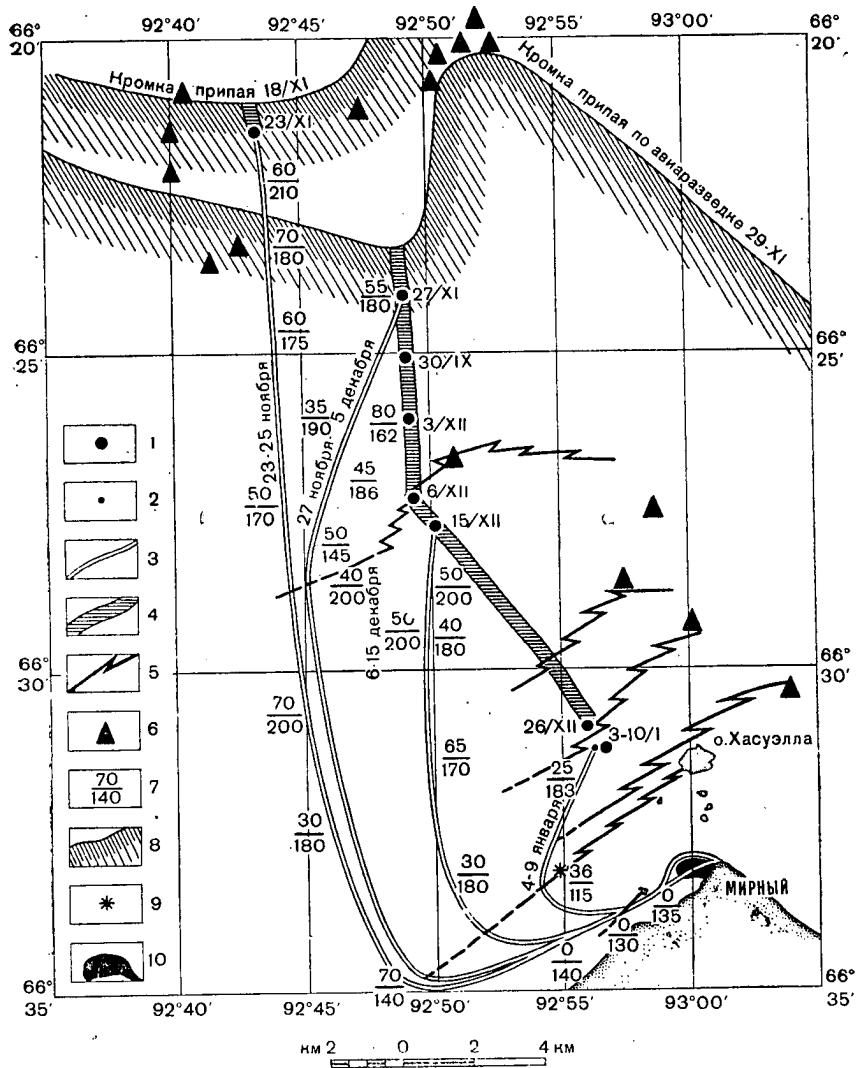 92°40' 92°45' 92°50' 92°55' 93°00'
66° 20'
66° 20'
Кромка припая 18/XI
Кромка припая по авиаразведке 29-XI
23/XI
60/210
70/180
55/180
27/XI
60/175
66° 25'
66° 25'
30/IX
35/190
80/162
3/XII
23-25 ноября
27 ноября-5 декабря
45/186
6/XII
50/170
15/XII
50/145
40/200
50/200
50/200
40/180
6-15 декабря
66° 30'
66° 30'
70/200
26/XII
3-10/I
о.Хасуэлла
65/170
25/183
4-9 января
30/180
30/180
36/115
МИРНЫЙ
0/135
0/130
0/140
70/140
1
2
3
4
5
6
70/140 7
8
9
10
66° 35'
66° 35'
92°40' 92°45' 92°50' 92°55' 93°00'
км 2 0 2 4 км